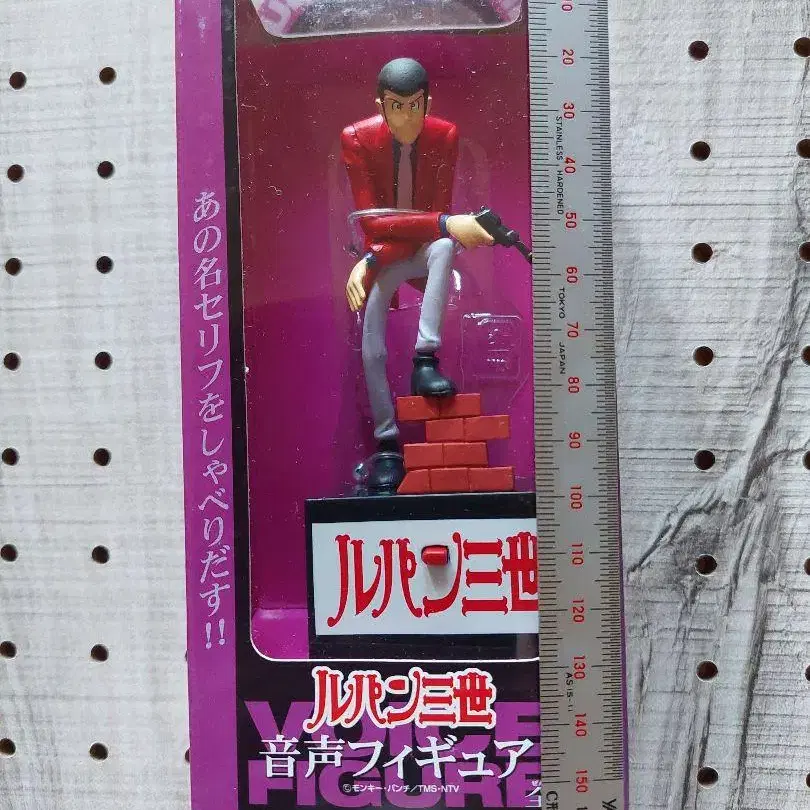 あの名セリフをしゃべりだす!!
ルパン三世
ルパン三世
VOICE
FIGURE
音声フィギュア
©モンキー・パンチ/TMS・NTV
20
30
40
50
60
70
80
90
100
110
120
130
140
150
STAINLESS HARDENED
TOKYO JAPAN